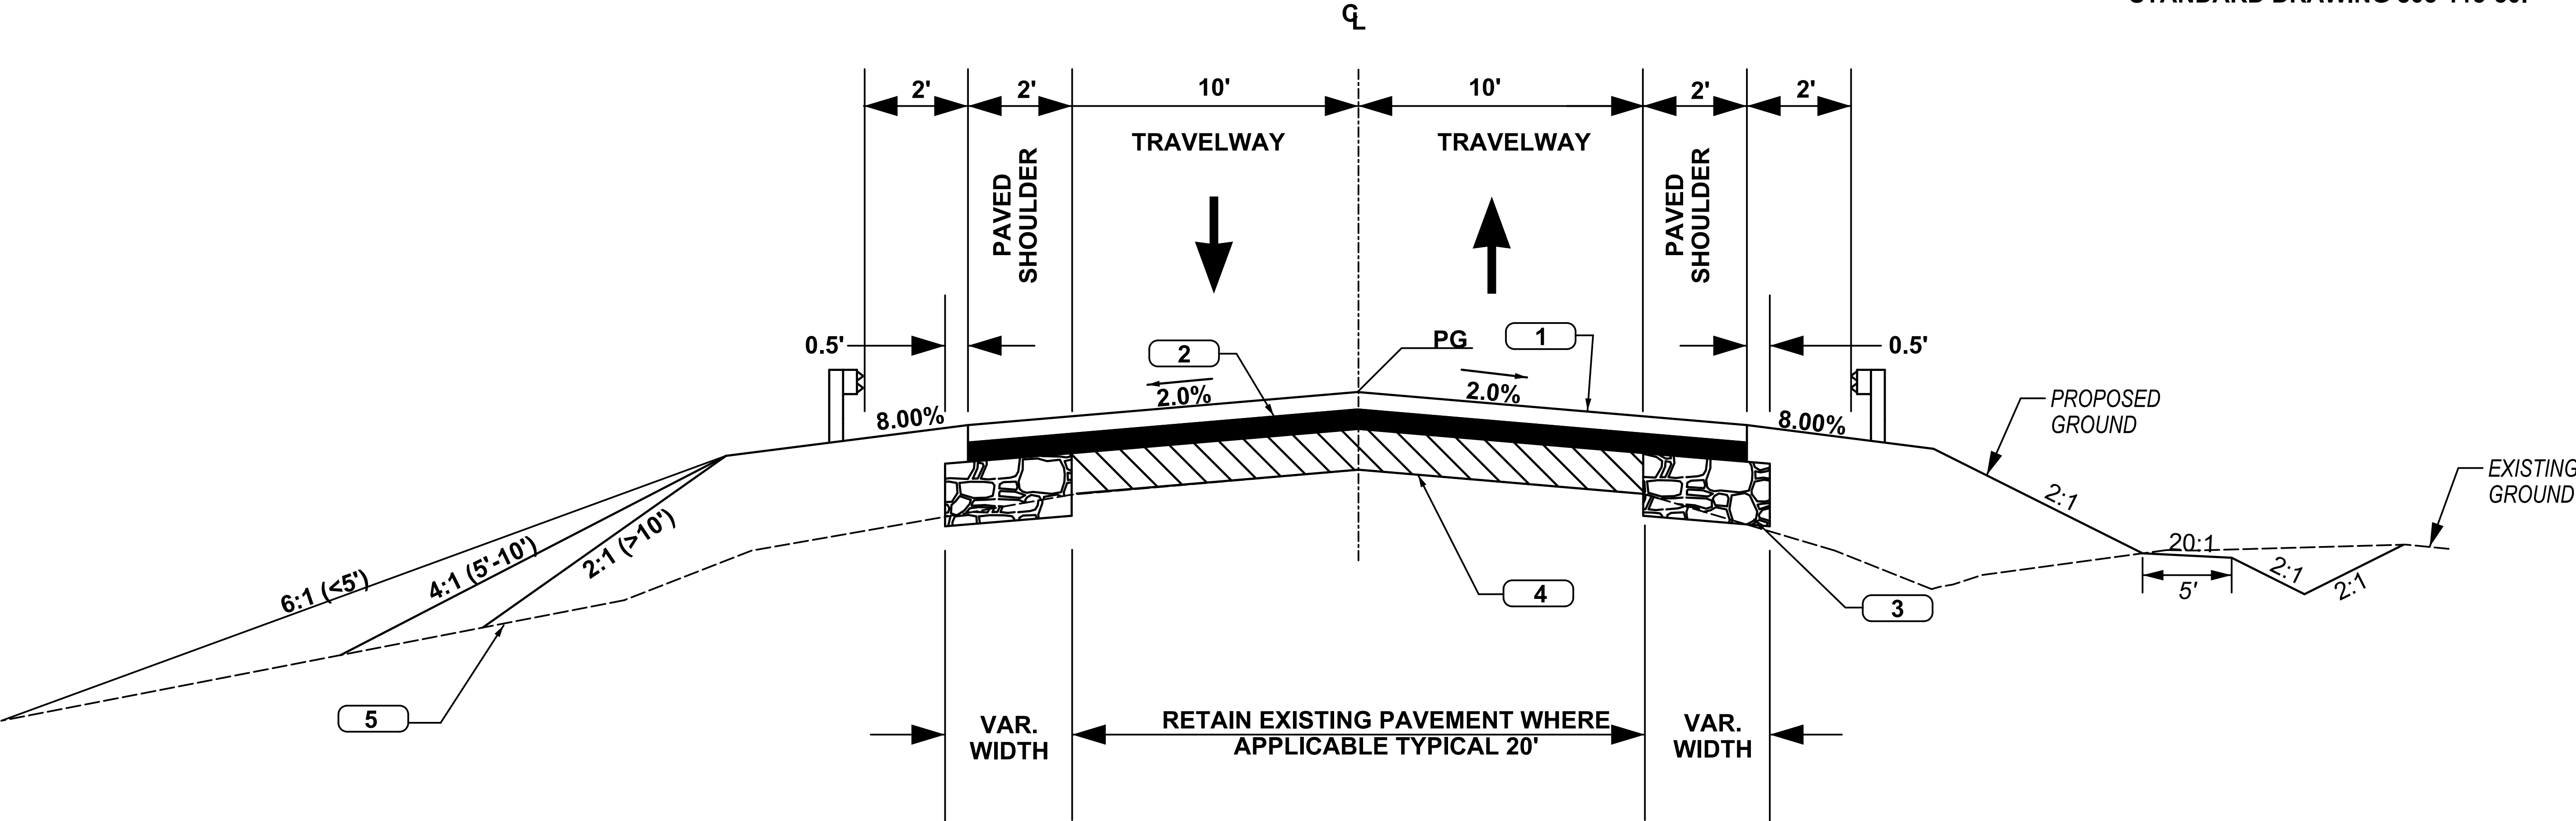 STANDARD DRAWING
CL
2'
2'
10'
10'
2'
2'
TRAVELWAY
TRAVELWAY
PAVED
SHOULDER
PAVED
SHOULDER
0.5'
0.5'
PG
1
2
2.0%
2.0%
8.00%
8.00%
PROPOSED
GROUND
EXISTING
GROUND
2:1
20:1
5'
2:1
2:1
6:1 (<5')
4:1 (5'-10')
2:1 (>10')
4
3
5
VAR.
WIDTH
RETAIN EXISTING PAVEMENT WHERE
APPLICABLE TYPICAL 20'
VAR.
WIDTH